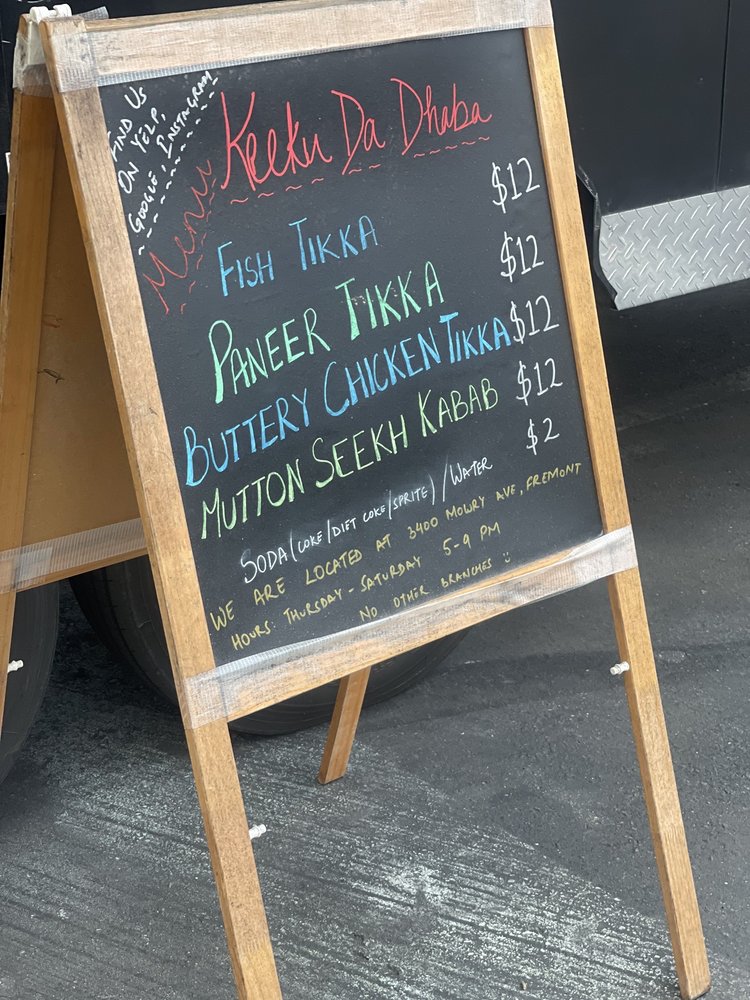 FIND US
ON YELP,
GOOGLE, INSTAGRAM
Keeku Da Dhaba
Menu
FISH TIKKA $12
PANEER TIKKA $12
BUTTERY CHICKEN TIKKA $12
MUTTON SEEKH KABAB $12
SODA (COKE/DIET COKE/SPRITE)/WATER $2
WE ARE LOCATED AT 3400 MOWRY AVE, FREMONT
HOURS: THURSDAY - SATURDAY 5-9 PM
NO OTHER BRANCHES